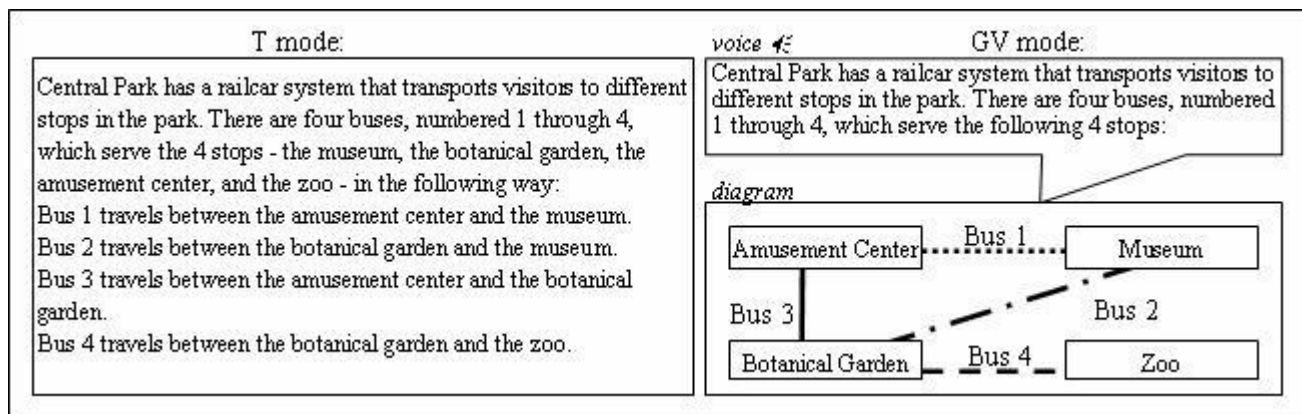 T mode:
Central Park has a railcar system that transports visitors to different
stops in the park. There are four buses, numbered 1 through 4,
which serve the 4 stops - the museum, the botanical garden, the
amusement center, and the zoo - in the following way:
Bus 1 travels between the amusement center and the museum.
Bus 2 travels between the botanical garden and the museum.
Bus 3 travels between the amusement center and the botanical
garden.
Bus 4 travels between the botanical garden and the zoo.
voice
GV mode:
Central Park has a railcar system that transports visitors to
different stops in the park. There are four buses, numbered
1 through 4, which serve the following 4 stops:
diagram
Amusement Center
Bus 1
Museum
Bus 3
Bus 2
Botanical Garden
Bus 4
Zoo